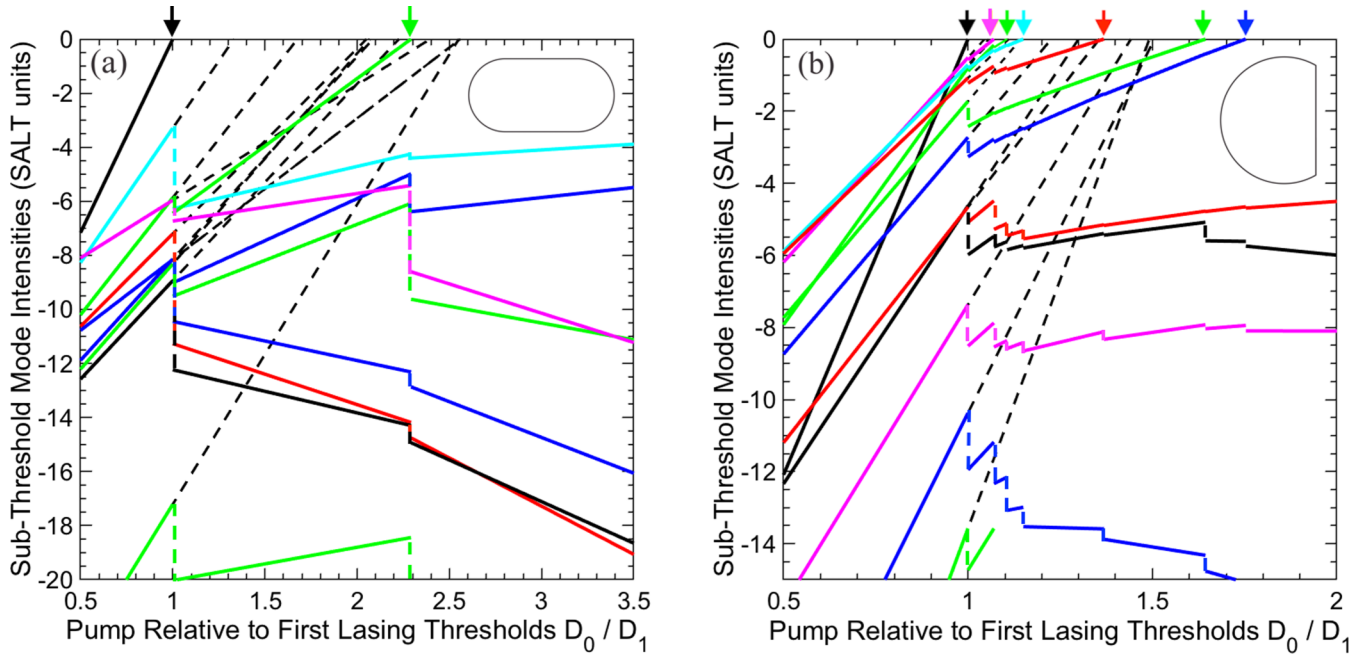 (a)
Sub-Threshold Mode Intensities (SALT units)
0
-2
-4
-6
-8
-10
-12
-14
-16
-18
-20
0.5 1 1.5 2 2.5 3 3.5
Pump Relative to First Lasing Thresholds D0 / D1
(b)
Sub-Threshold Mode Intensities (SALT units)
0
-2
-4
-6
-8
-10
-12
-14
0.5 1 1.5 2
Pump Relative to First Lasing Thresholds D0 / D1